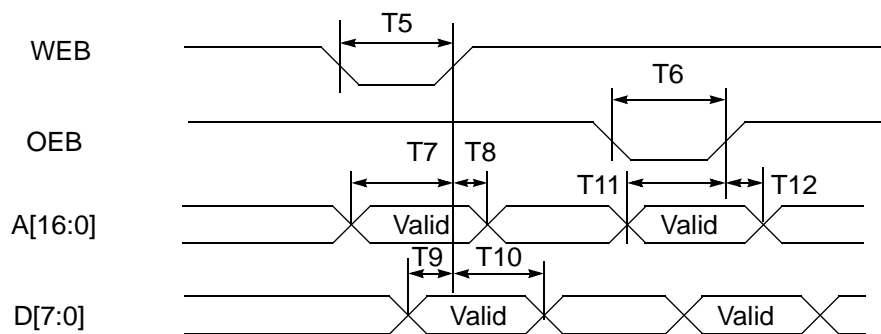 T5
WEB
T6
OEB
T7 T8
T11 T12
A[16:0] Valid Valid
T9 T10
D[7:0] Valid Valid